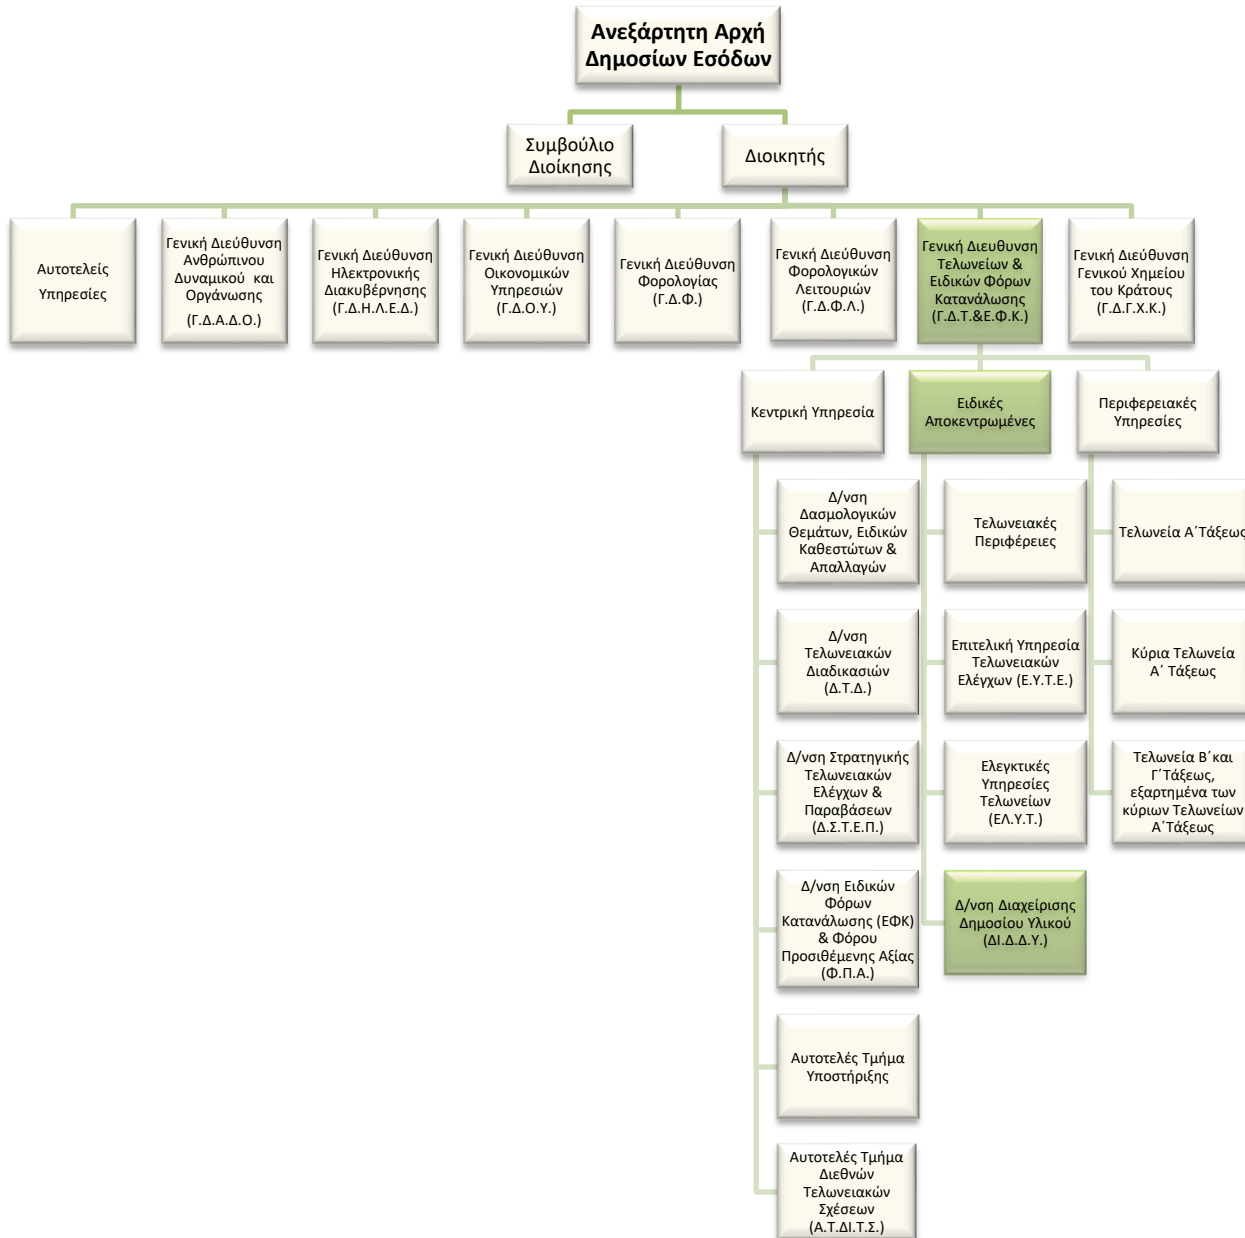 Ανεξάρτητη Αρχή
Δημοσίων Εσόδων
Συμβούλιο
Διοίκησης
Διοικητής
Αυτοτελείς
Υπηρεσίες
Γενική Διεύθυνση
Ανθρώπινου
Δυναμικού και
Οργάνωσης
(Γ.Δ.Α.Δ.Ο.)
Γενική Διεύθυνση
Ηλεκτρονικής
Διακυβέρνησης
(Γ.Δ.Η.Λ.Ε.Δ.)
Γενική Διεύθυνση
Οικονομικών
Υπηρεσιών
(Γ.Δ.Ο.Υ.)
Γενική Διεύθυνση
Φορολογίας
(Γ.Δ.Φ.)
Γενική Διεύθυνση
Φορολογικών
Λειτουριών
(Γ.Δ.Φ.Λ.)
Γενική Διευθυνση
Τελωνείων &
Ειδικών Φόρων
Κατανάλωσης
(Γ.Δ.Τ.&Ε.Φ.Κ.)
Γενική Διεύθυνση
Γενικού Χημείου
του Κράτους
(Γ.Δ.Γ.Χ.Κ.)
Κεντρική Υπηρεσία
Ειδικές
Αποκεντρωμένες
Περιφερειακές
Υπηρεσίες
Δ/νση
Δασμολογικών
Θεμάτων, Ειδικών
Καθεστώτων &
Απαλλαγών
Τελωνειακές
Περιφέρειες
Τελωνεία Α΄Τάξεως
Δ/νση
Τελωνειακών
Διαδικασιών
(Δ.Τ.Δ.)
Επιτελική Υπηρεσία
Τελωνειακών
Ελέγχων (Ε.Υ.Τ.Ε.)
Κύρια Τελωνεία
Α΄ Τάξεως
Δ/νση Στρατηγικής
Τελωνειακών
Ελέγχων &
Παραβάσεων
(Δ.Σ.Τ.Ε.Π.)
Ελεγκτικές
Υπηρεσίες
Τελωνείων
(ΕΛ.Υ.Τ.)
Τελωνεία Β΄και
Γ΄Τάξεως,
εξαρτημένα των
κύριων Τελωνείων
Α΄Τάξεως
Δ/νση Ειδικών
Φόρων
Κατανάλωσης (ΕΦΚ)
& Φόρου
Προσιθέμενης Αξίας
(Φ.Π.Α.)
Δ/νση Διαχείρισης
Δημοσίου Υλικού
(ΔΙ.Δ.Δ.Υ.)
Αυτοτελές Τμήμα
Υποστήριξης
Αυτοτελές Τμήμα
Διεθνών
Τελωνειακών
Σχέσεων
(Α.Τ.ΔΙ.Τ.Σ.)